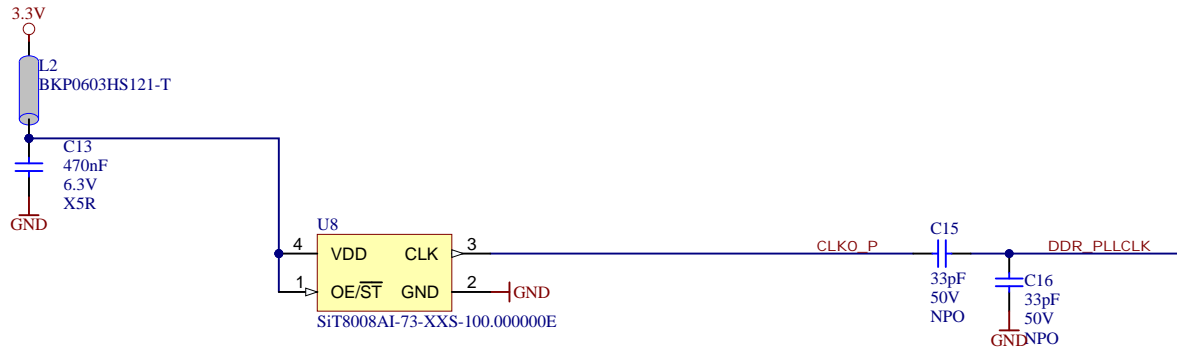 3.3V
L2
BKP0603HS121-T
C13
470nF
6.3V
X5R
GND
U8
4
VDD
CLK
3
1
OE/ST
GND
2
GND
SiT8008AI-73-XXS-100.000000E
CLK0_P
C15
33pF
50V
NPO
DDR_PLLCLK
C16
33pF
50V
NPO
GND